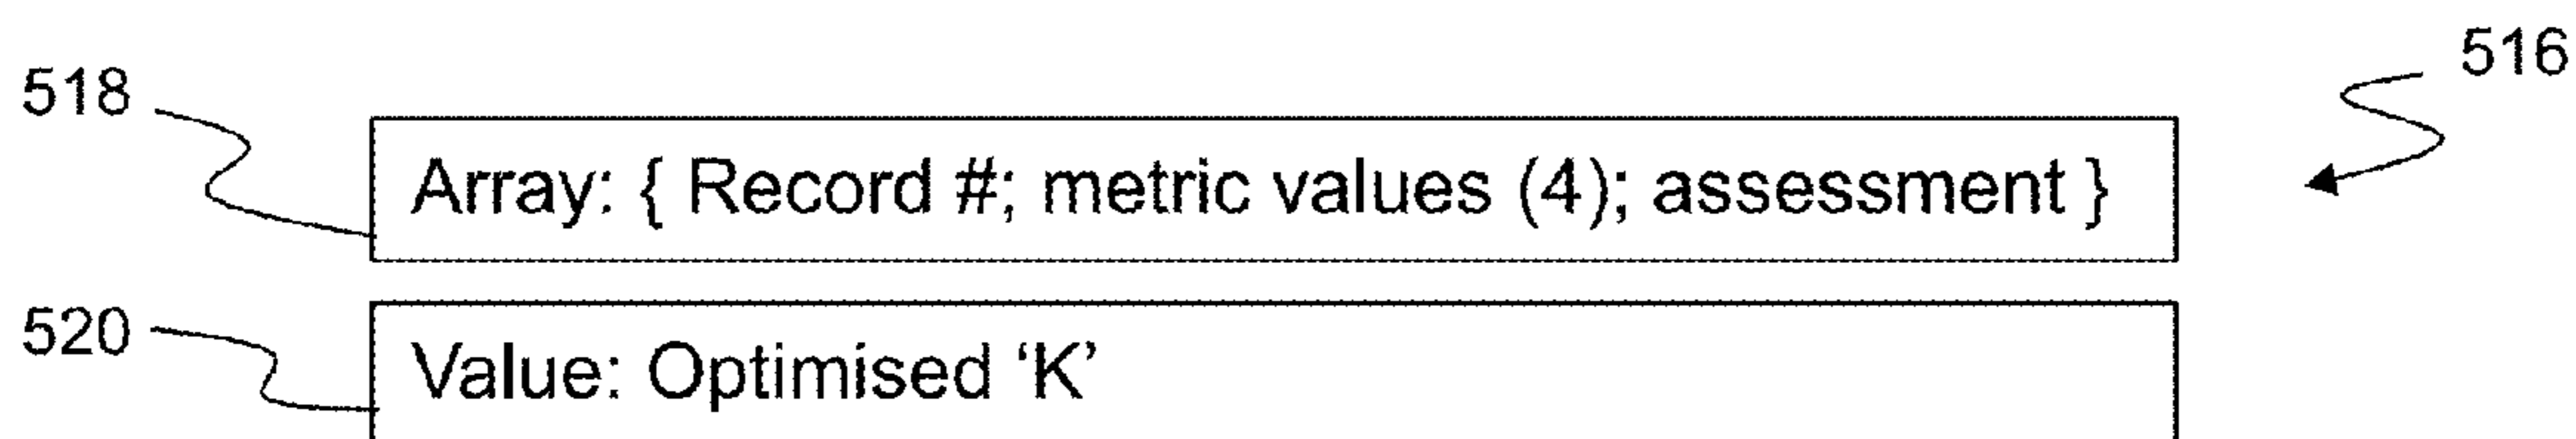 516
518
Array: { Record #; metric values (4); assessment }
520
Value: Optimised ‘K’